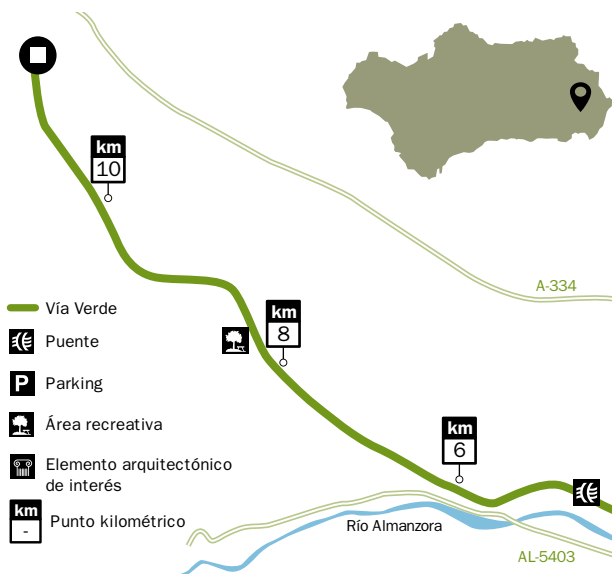 km
10
A-334
km
8
Vía Verde
Puente
P
Parking
Área recreativa
Elemento arquitectónico
de interés
km
-
Punto kilométrico
km
6
Río Almanzora
AL-5403